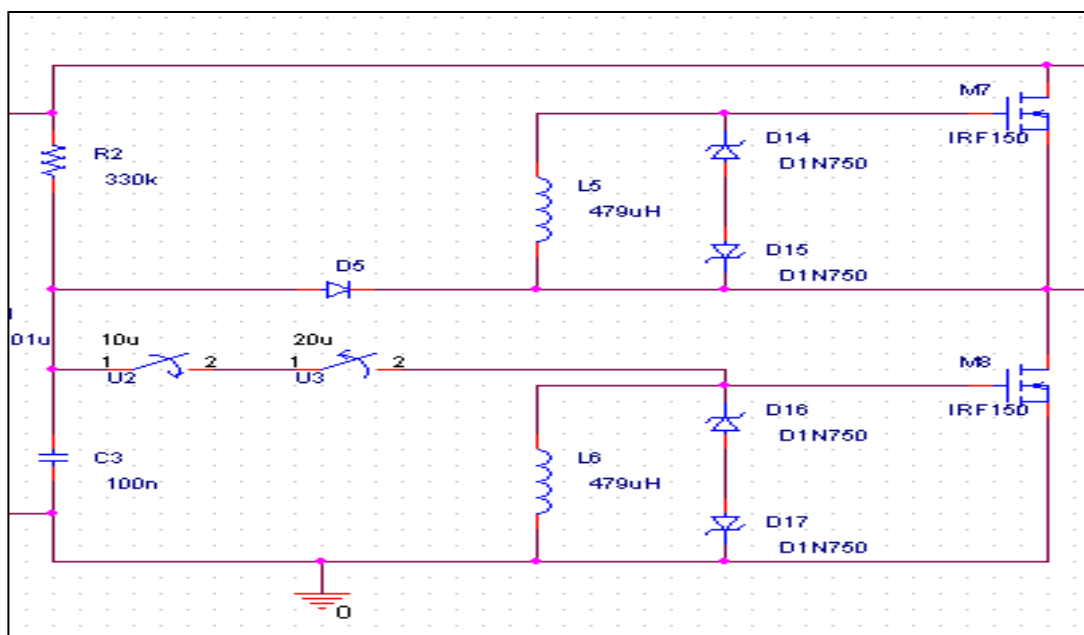 M7
IRF150
R2
330k
D14
D1N750
L5
479uH
D15
D1N750
D5
01u
10u
20u
1
2
1
2
U2
U3
M8
IRF150
D16
D1N750
C3
100n
L6
479uH
D17
D1N750
0